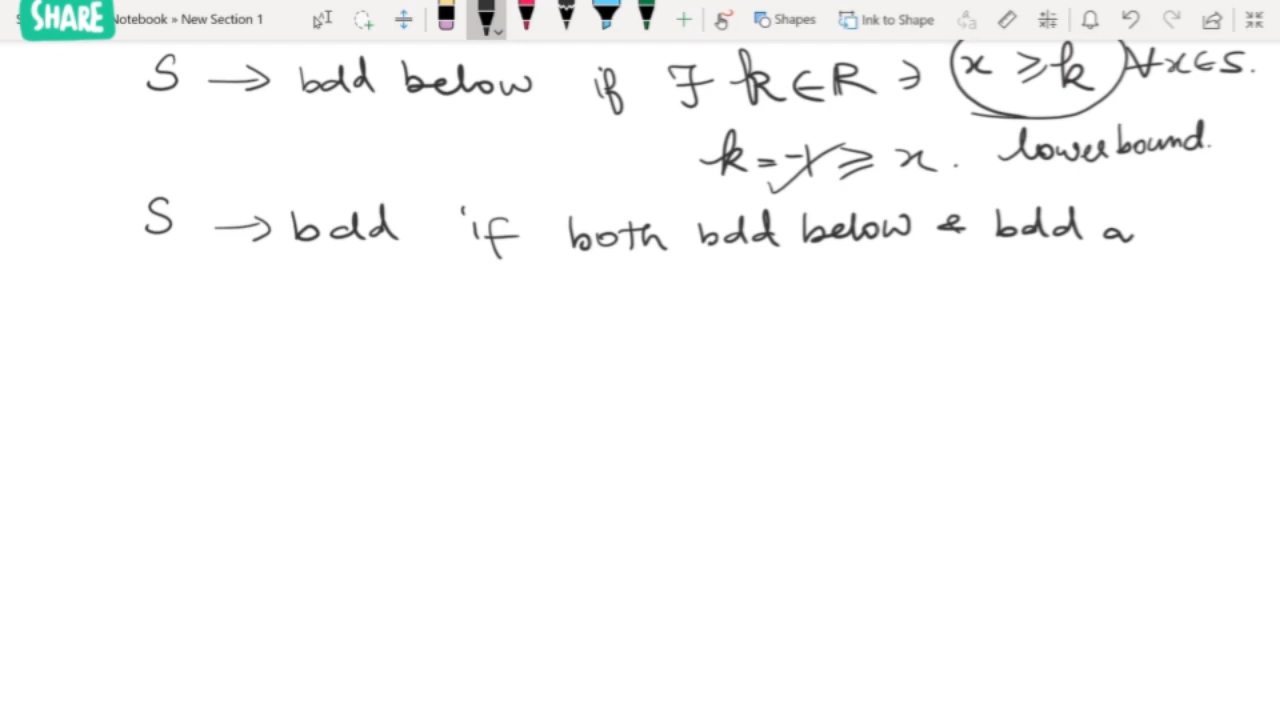 SHARE
Notebook » New Section 1
Shapes
Ink to Shape
S → bdd below if ∃ k ∈ R ∋ x ≥ k ∀ x ∈ S.
k = -1 ≥ x . lower bound.
S → bdd if both bdd below & bdd a